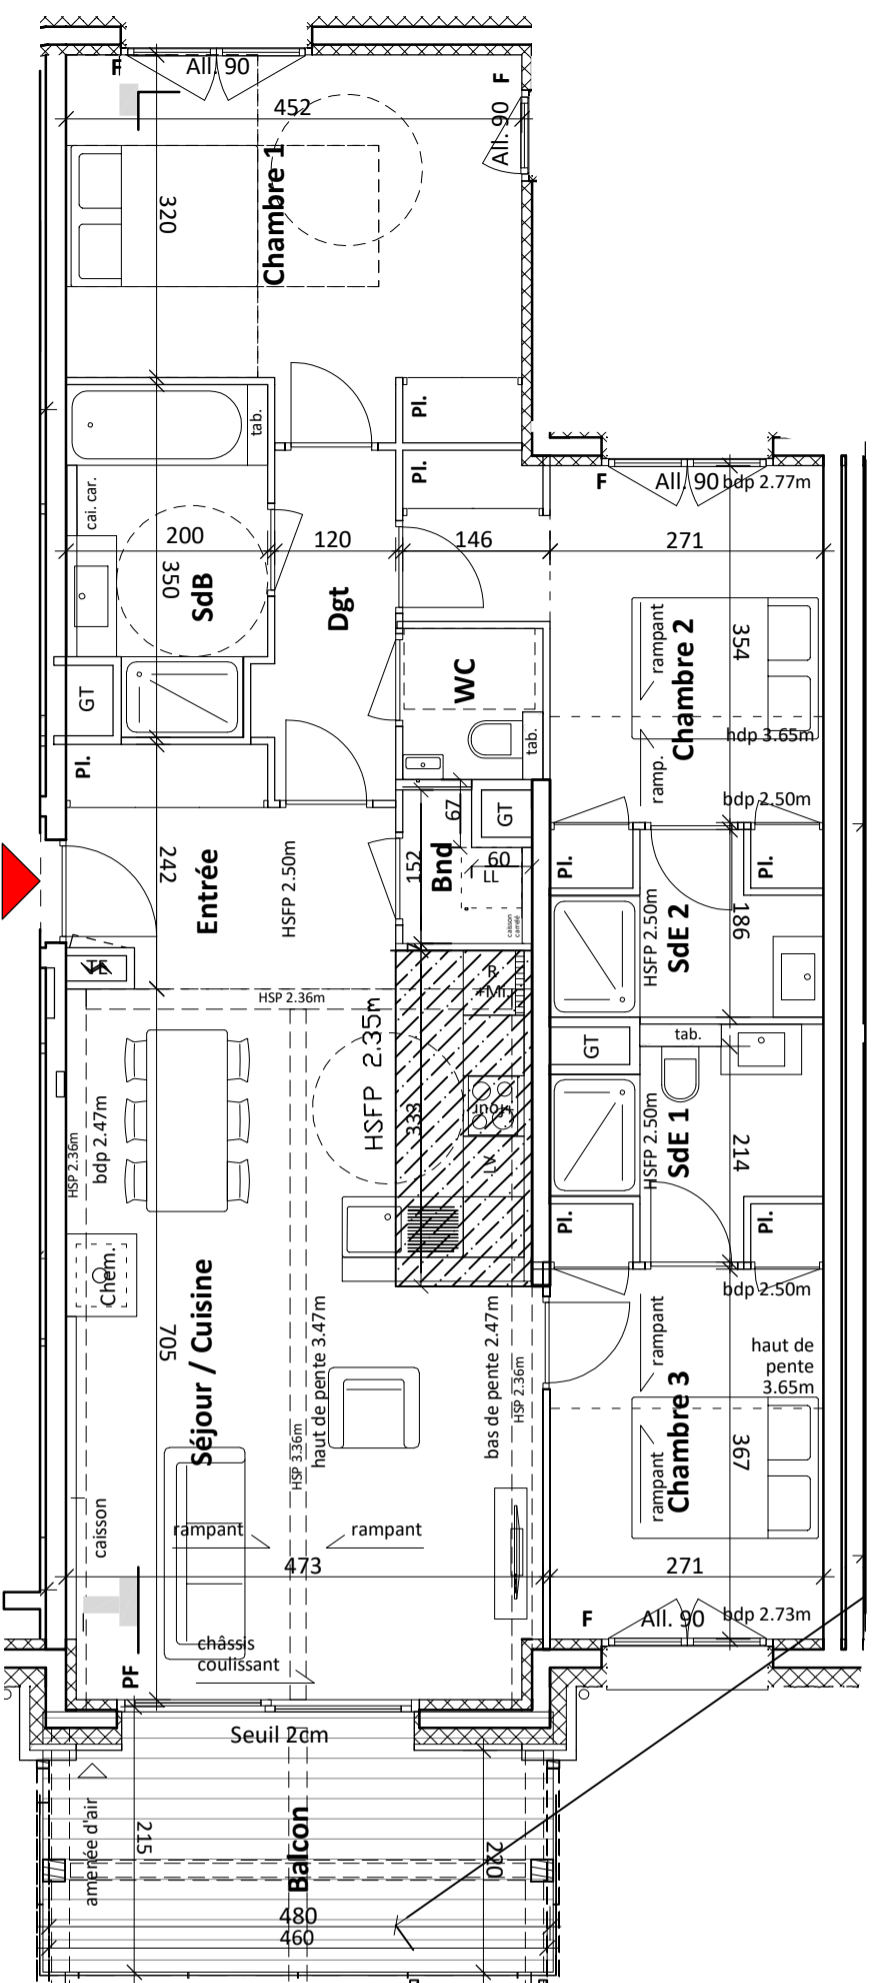 F
All. 90
F
All. 90
452
Chambre 1
320
Pl.
tab.
Pl.
cai. car.
F
All. 90
bdp 2.77m
200
120
146
271
350
SdB
Dgt
rampant
354
Chambre 2
WC
GT
tab.
ramp.
hdp 3.65m
Pl.
bdp 2.50m
67
GT
242
Entrée
HSFP 2.50m
152
Bnd
60
LL
caisson
carrelé
Pl.
Pl.
HSFP 2.50m
SdE 2
186
HSP 2.36m
R
+Mi.
HSFP 2.35m
333
Four
LV
GT
tab.
HSP 2.36m
bdp 2.47m
HSFP 2.50m
SdE 1
214
Pl.
Pl.
Chem.
705
Séjour / Cuisine
bdp 2.50m
haut de pente 3.47m
HSP 3.36m
bas de pente 2.47m
HSP 2.36m
rampant
haut de
pente
3.65m
rampant
Chambre 3
367
caisson
rampant
rampant
473
271
F
All. 90
bdp 2.73m
PF
châssis
coulissant
Seuil 2cm
amenée d'air
215
Balcon
220
480
460